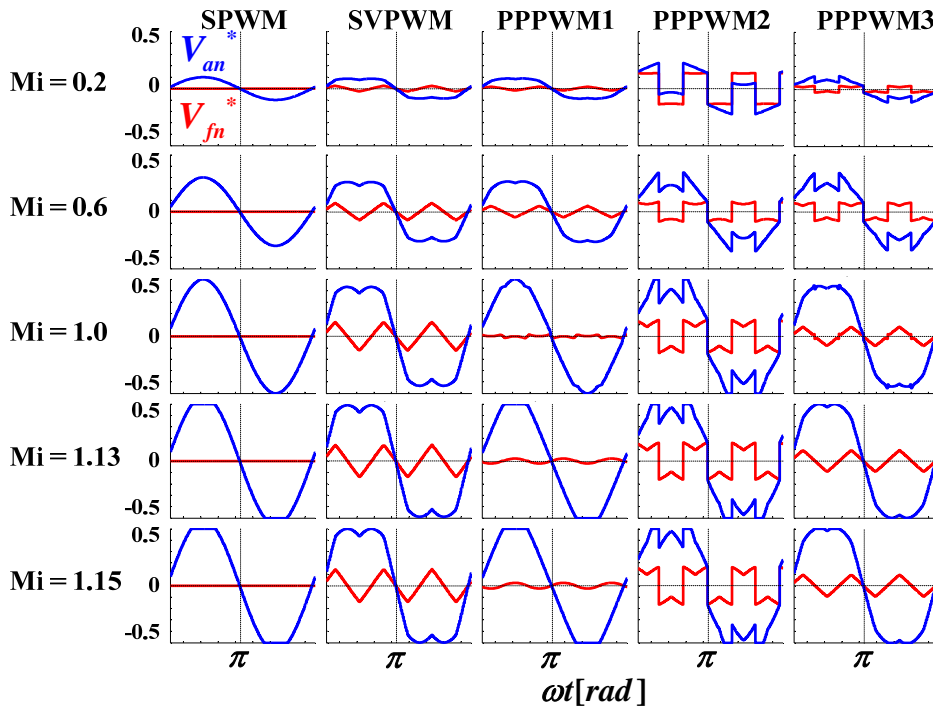 SPWM SVPWM PPPWM1 PPPWM2 PPPWM3
0.5
Van*
Mi = 0.2 0
Vfn*
-0.5
0.5
Mi = 0.6 0
-0.5
0.5
Mi = 1.0 0
-0.5
0.5
Mi = 1.13 0
-0.5
0.5
Mi = 1.15 0
-0.5
π π π π π
ωt[rad]